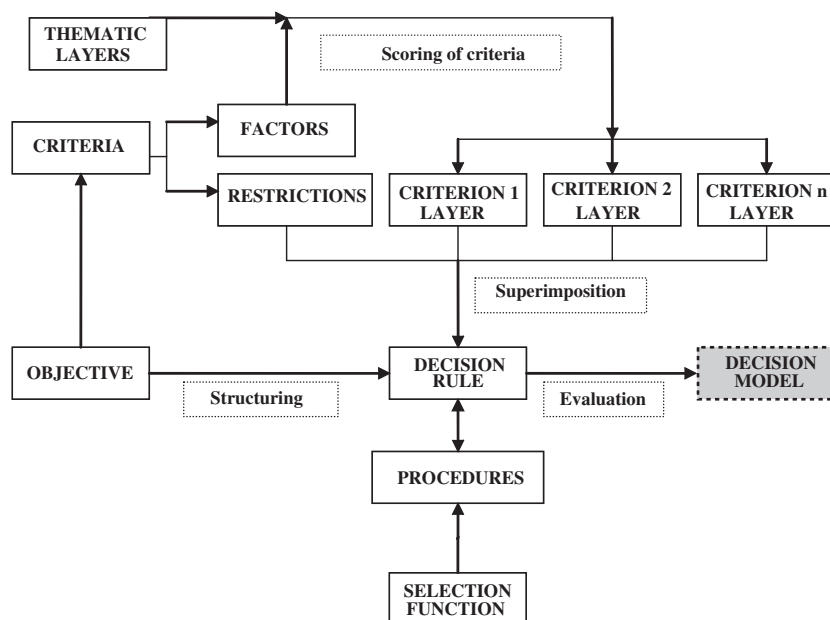 THEMATIC
LAYERS
Scoring of criteria
FACTORS
CRITERIA
RESTRICTIONS
CRITERION 1
LAYER
CRITERION 2
LAYER
CRITERION n
LAYER
Superimposition
OBJECTIVE
Structuring
DECISION
RULE
Evaluation
DECISION
MODEL
PROCEDURES
SELECTION
FUNCTION